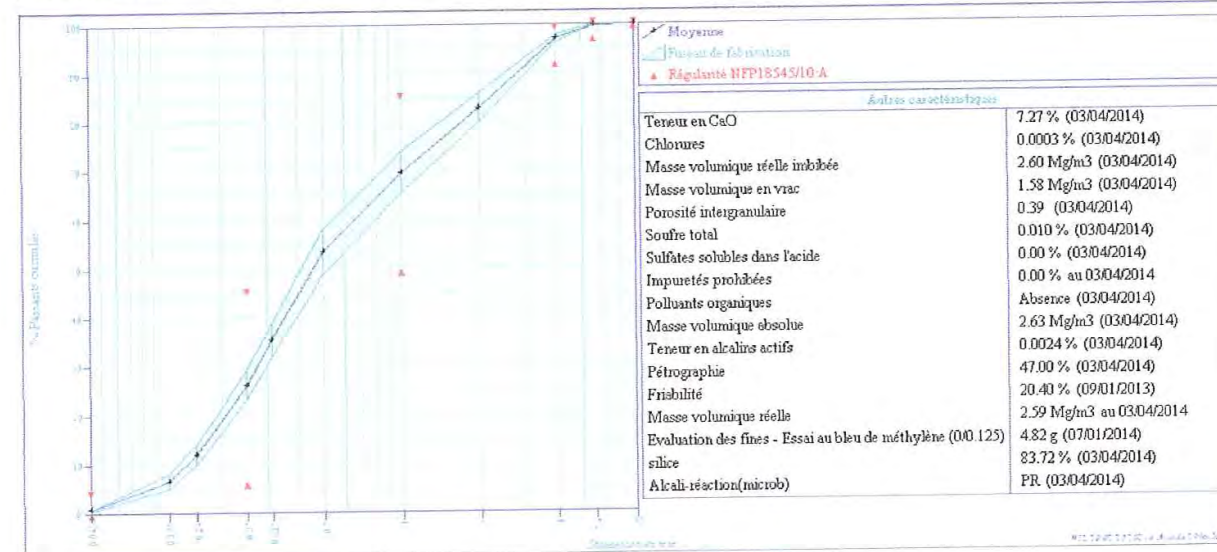 Moyenne
Fuseau de fabrication
Régularité NFP18545/10-A
Autres caractéristiques
Teneur en CaO 7.27 % (03/04/2014)
Chlorures 0.0003 % (03/04/2014)
Masse volumique réelle imbibée 2.60 Mg/m3 (03/04/2014)
Masse volumique en vrac 1.58 Mg/m3 (03/04/2014)
Porosité intergranulaire 0.39 (03/04/2014)
Soufre total 0.010 % (03/04/2014)
Sulfates solubles dans l'acide 0.00 % (03/04/2014)
Impuretés prohibées 0.00 % au 03/04/2014
Polluants organiques Absence (03/04/2014)
Masse volumique absolue 2.63 Mg/m3 (03/04/2014)
Teneur en alcalins actifs 0.0024 % (03/04/2014)
Pétrographie 47.00 % (03/04/2014)
Friabilité 20.40 % (09/01/2013)
Masse volumique réelle 2.59 Mg/m3 au 03/04/2014
Evaluation des fines - Essai au bleu de méthylène (0/0.125) 4.82 g (07/01/2014)
silice 83.72 % (03/04/2014)
Alcali-réaction(microb) PR (03/04/2014)
% Passants cumulés
100